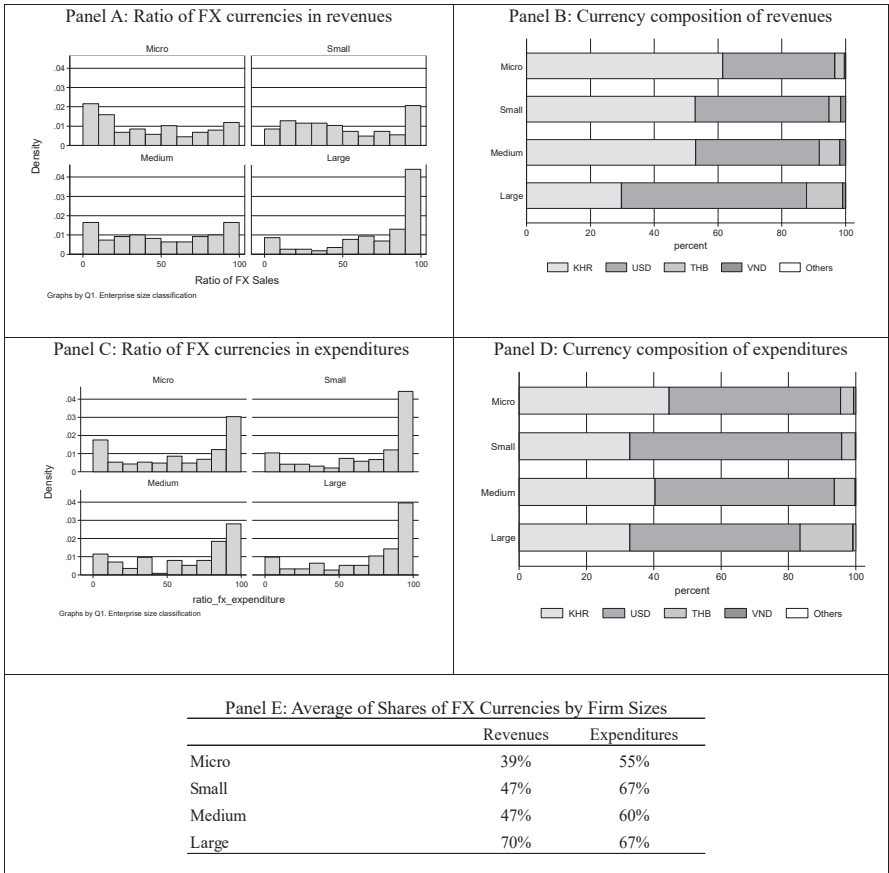 Panel A: Ratio of FX currencies in revenues
Micro
Small
.04
.03
.02
.01
0
Medium
Large
.04
.03
.02
.01
0
Density
0
50
100
0
50
100
Ratio of FX Sales
Graphs by Q1. Enterprise size classification
Panel B: Currency composition of revenues
Micro
Small
Medium
Large
0
20
40
60
80
100
percent
KHR
USD
THB
VND
Others
Panel C: Ratio of FX currencies in expenditures
Micro
Small
.04
.03
.02
.01
0
Medium
Large
.04
.03
.02
.01
0
Density
0
50
100
0
50
100
ratio_fx_expenditure
Graphs by Q1. Enterprise size classification
Panel D: Currency composition of expenditures
Micro
Small
Medium
Large
0
20
40
60
80
100
percent
KHR
USD
THB
VND
Others
Panel E: Average of Shares of FX Currencies by Firm Sizes
Revenues Expenditures
Micro 39% 55%
Small 47% 67%
Medium 47% 60%
Large 70% 67%